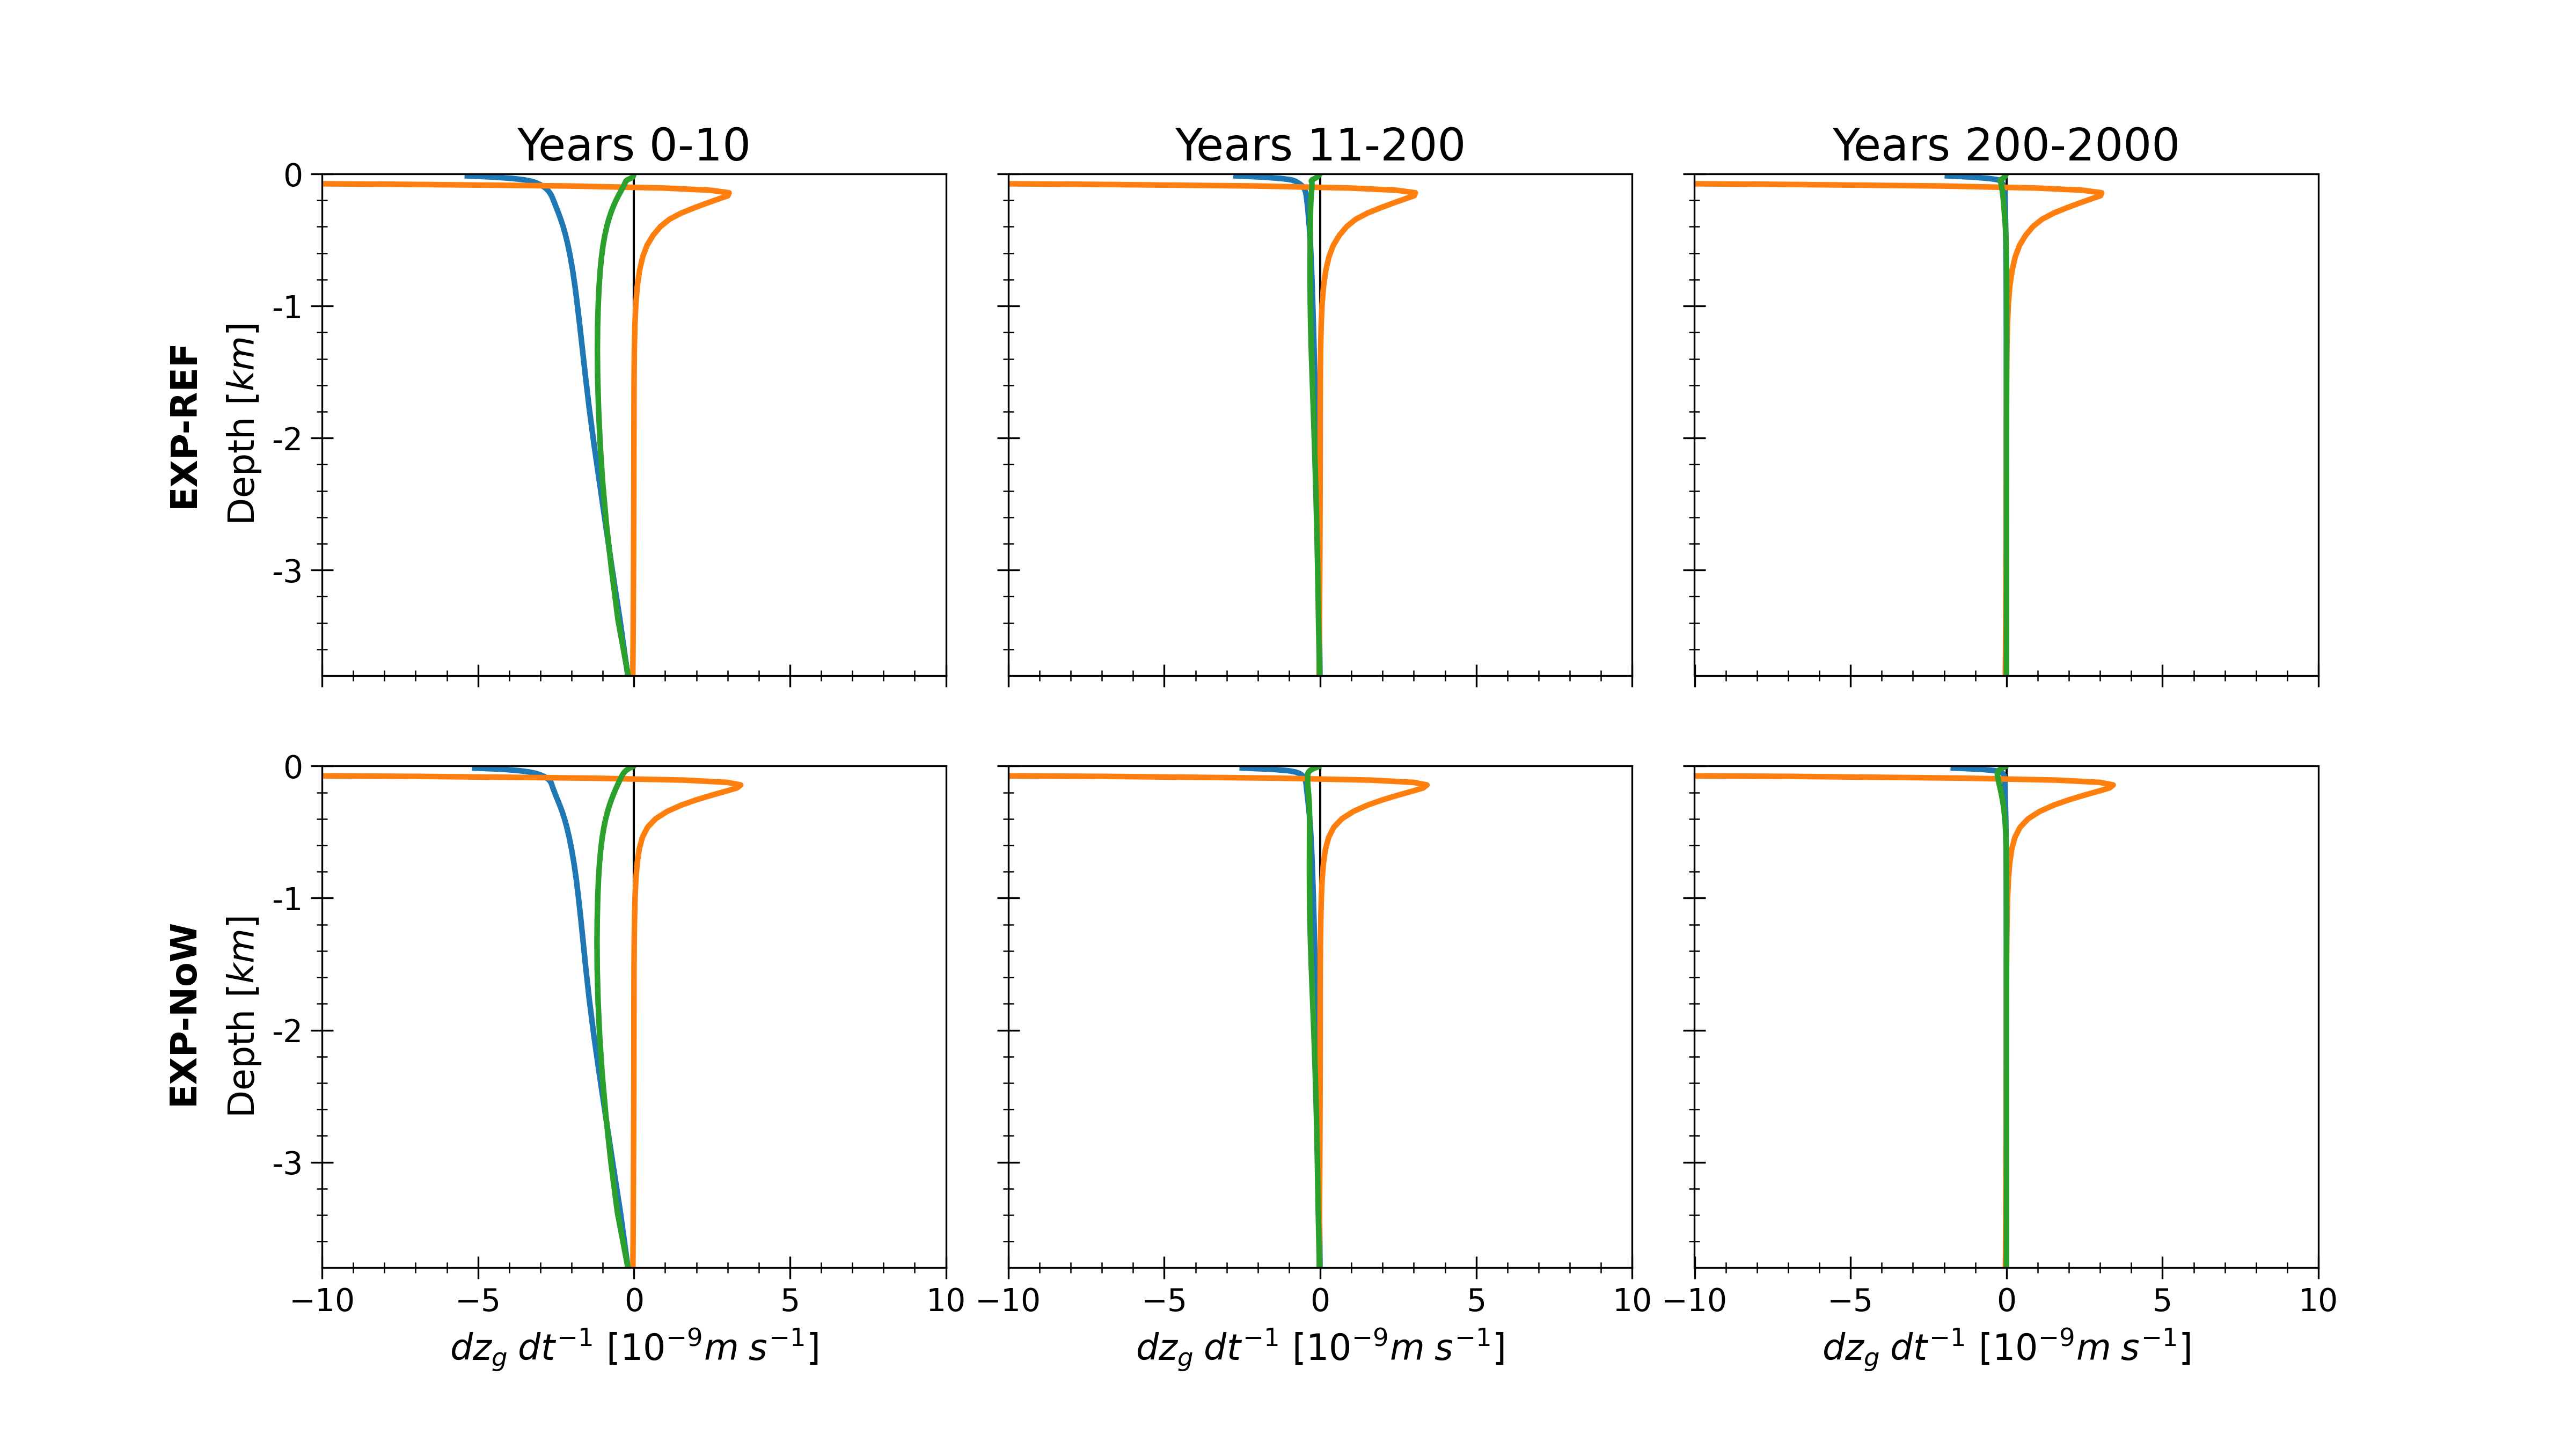 Years 0-10 Years 11-200 Years 200-2000
EXP-REF
Depth [km]
0
-1
-2
-3
EXP-NoW
Depth [km]
0
-1
-2
-3
−10 −5 0 5 10 −10 −5 0 5 10 −10 −5 0 5 10
dz_g dt⁻¹ [10⁻⁹m s⁻¹] dz_g dt⁻¹ [10⁻⁹m s⁻¹] dz_g dt⁻¹ [10⁻⁹m s⁻¹]